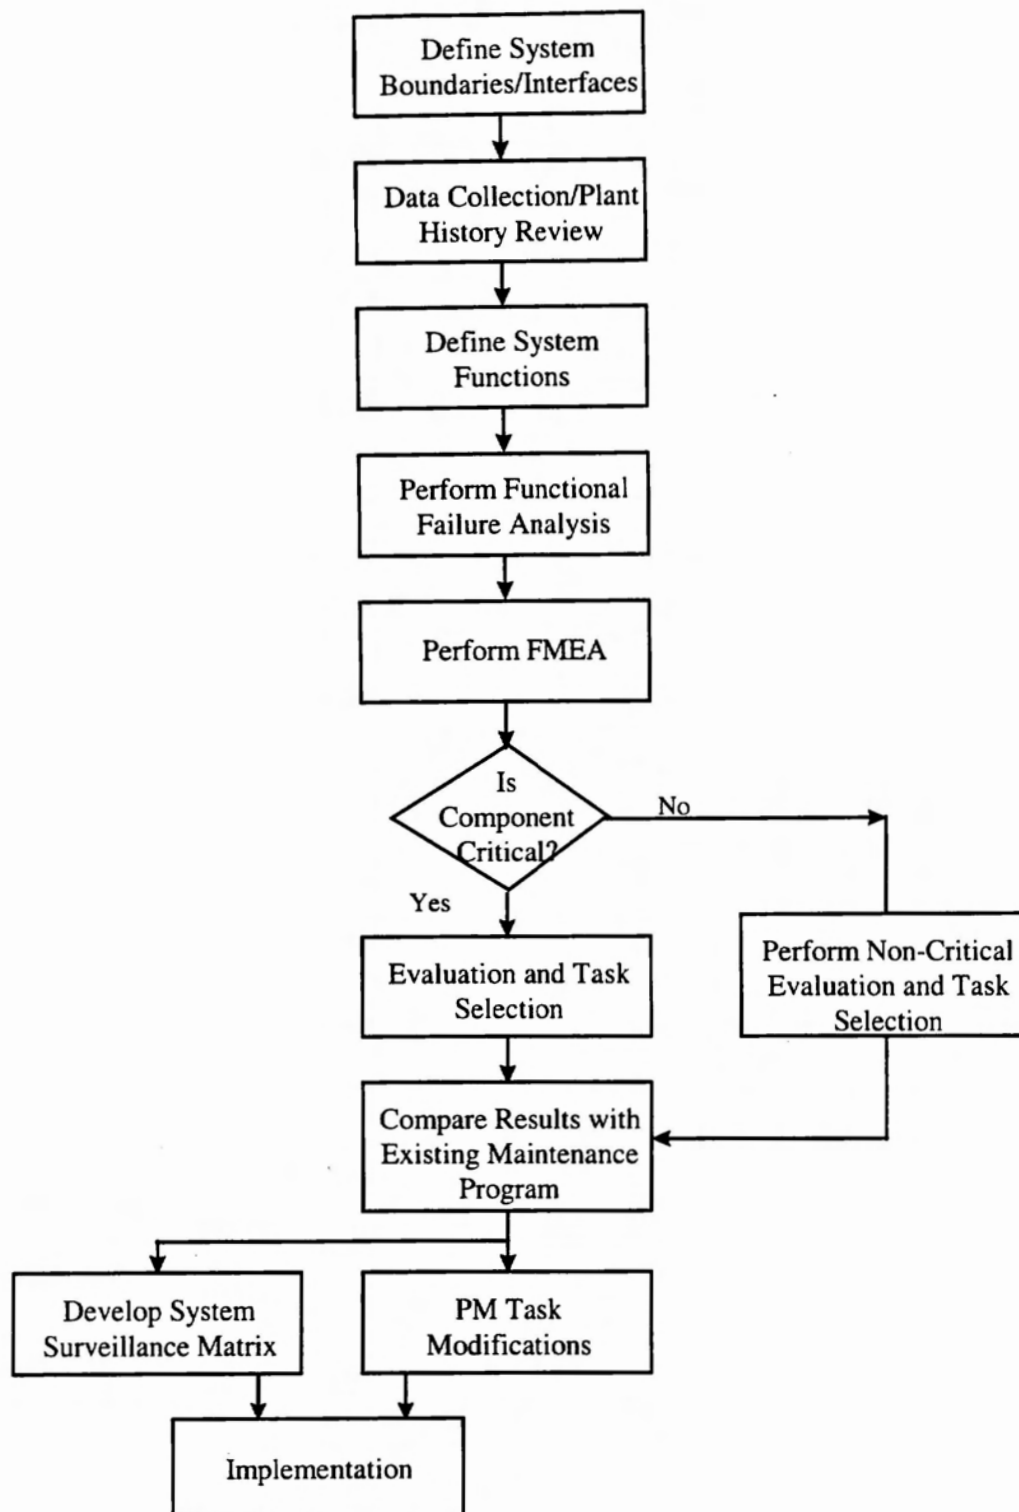 Define System
Boundaries/Interfaces
Data Collection/Plant
History Review
Define System
Functions
Perform Functional
Failure Analysis
Perform FMEA
Is
Component
Critical?
No
Yes
Evaluation and Task
Selection
Perform Non-Critical
Evaluation and Task
Selection
Compare Results with
Existing Maintenance
Program
Develop System
Surveillance Matrix
PM Task
Modifications
Implementation